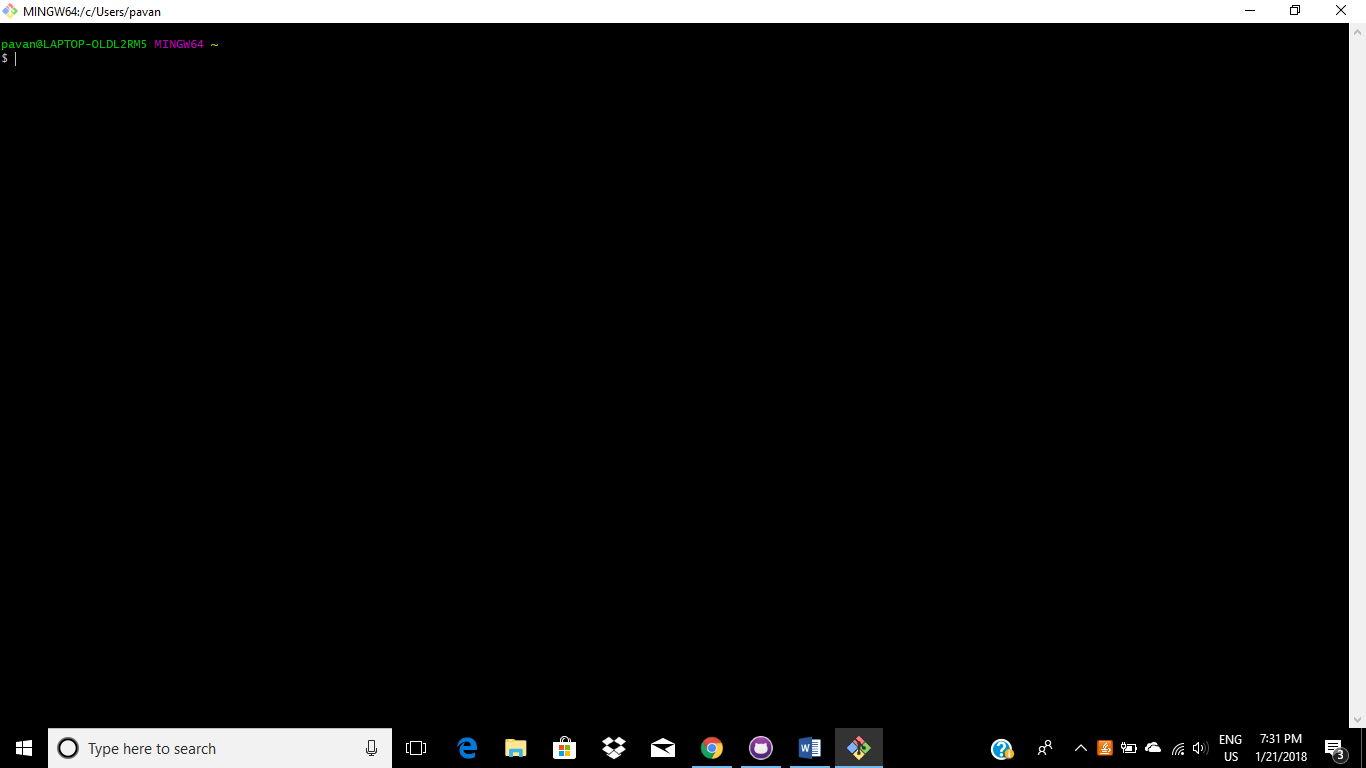 MINGW64:/c/Users/pavan
pavan@LAPTOP-OLDL2RM5 MINGW64 ~
$
Type here to search
ENG
US
7:31 PM
1/21/2018
3